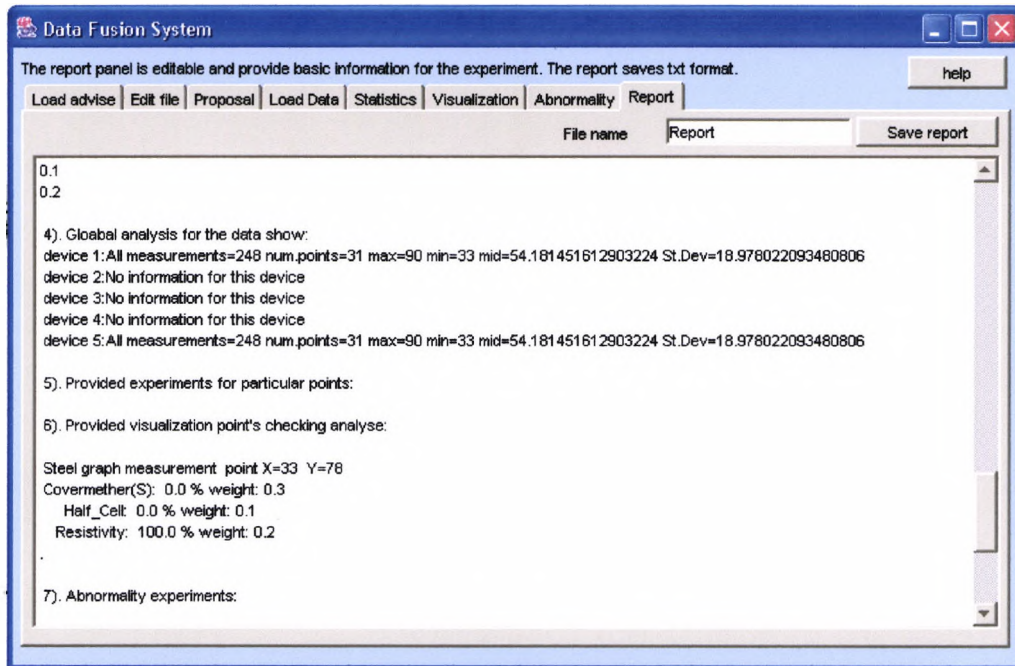 Data Fusion System
The report panel is editable and provide basic information for the experiment. The report saves txt format.
help
Load advise Edit file Proposal Load Data Statistics Visualization Abnormality Report
File name Report Save report
0.1
0.2
4). Gloabal analysis for the data show:
device 1:All measurements=248 num.points=31 max=90 min=33 mid=54.181451612903224 St.Dev=18.978022093480806
device 2:No information for this device
device 3:No information for this device
device 4:No information for this device
device 5:All measurements=248 num.points=31 max=90 min=33 mid=54.181451612903224 St.Dev=18.978022093480806
5). Provided experiments for particular points:
6). Provided visualization point's checking analyse:
Steel graph measurement point X=33 Y=78
Covermether(S): 0.0 % weight: 0.3
Half_Cell: 0.0 % weight: 0.1
Resistivity: 100.0 % weight: 0.2
.
7). Abnormality experiments: